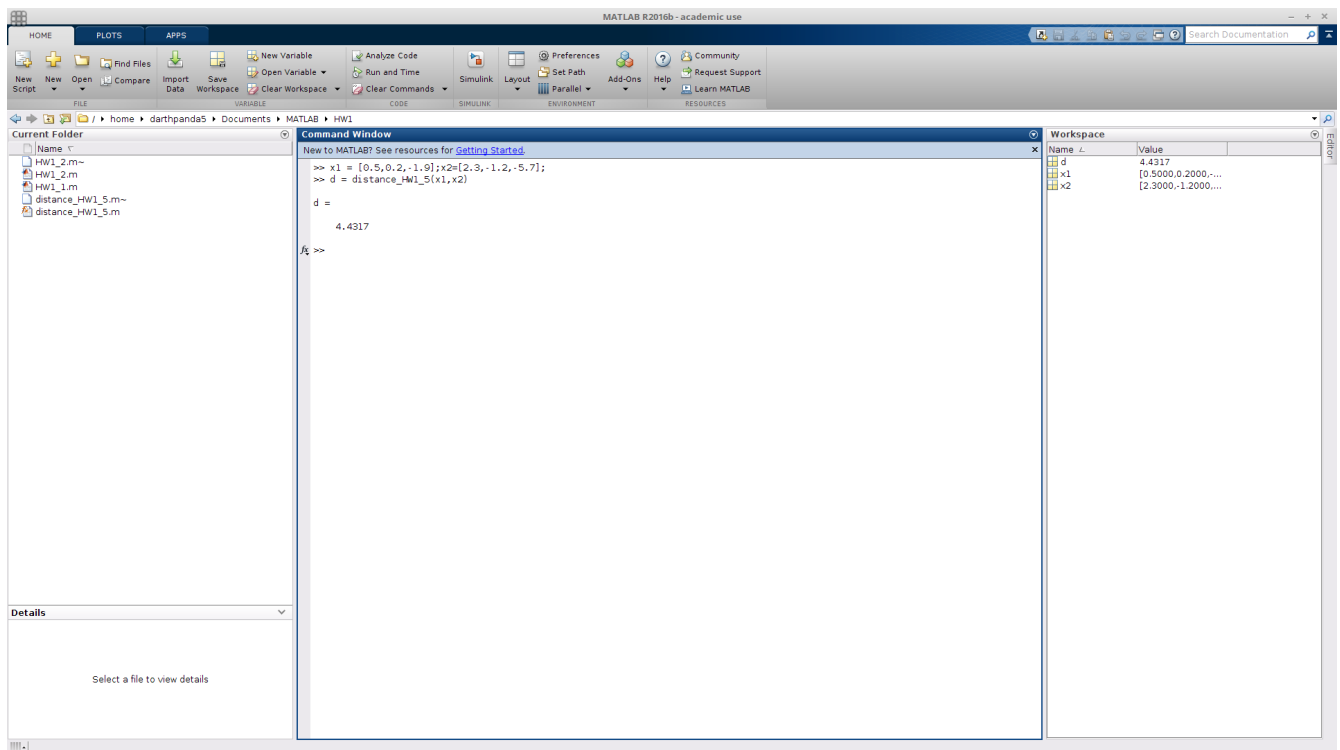 MATLAB R2016b - academic use
HOME PLOTS APPS
Search Documentation
New Script
New
Open
Find Files
Compare
Import Data
Save Workspace
New Variable
Open Variable
Clear Workspace
Analyze Code
Run and Time
Clear Commands
Simulink
Layout
Preferences
Set Path
Parallel
Add-Ons
Help
Community
Request Support
Learn MATLAB
FILE VARIABLE CODE SIMULINK ENVIRONMENT RESOURCES
/ home darthpanda5 Documents MATLAB HW1
Current Folder
Name
HW1_2.m~
HW1_2.m
HW1_1.m
distance_HW1_5.m~
distance_HW1_5.m
Details
Select a file to view details
Command Window
New to MATLAB? See resources for Getting Started.
>> x1 = [0.5,0.2,-1.9];x2=[2.3,-1.2,-5.7];
>> d = distance_HW1_5(x1,x2)
d =
4.4317
fx >>
Workspace
Name Value
d 4.4317
x1 [0.5000,0.2000,-...
x2 [2.3000,-1.2000,...
Editor